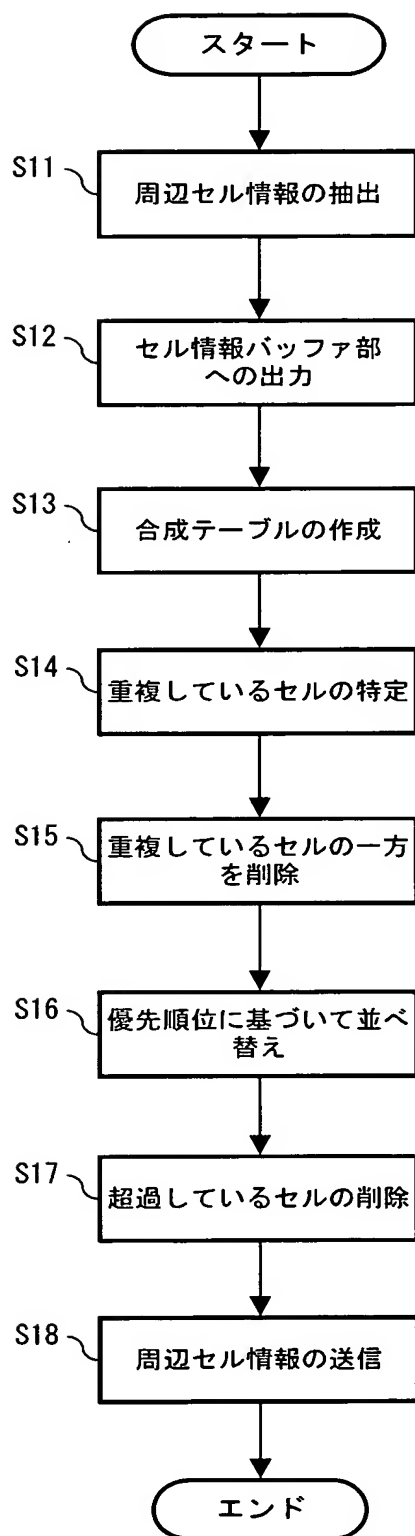 スタート
S11
周辺セル情報の抽出
S12
セル情報バッファ部
への出力
S13
合成テーブルの作成
S14
重複しているセルの特定
S15
重複しているセルの一方
を削除
S16
優先順位に基づいて並べ
替え
S17
超過しているセルの削除
S18
周辺セル情報の送信
エンド